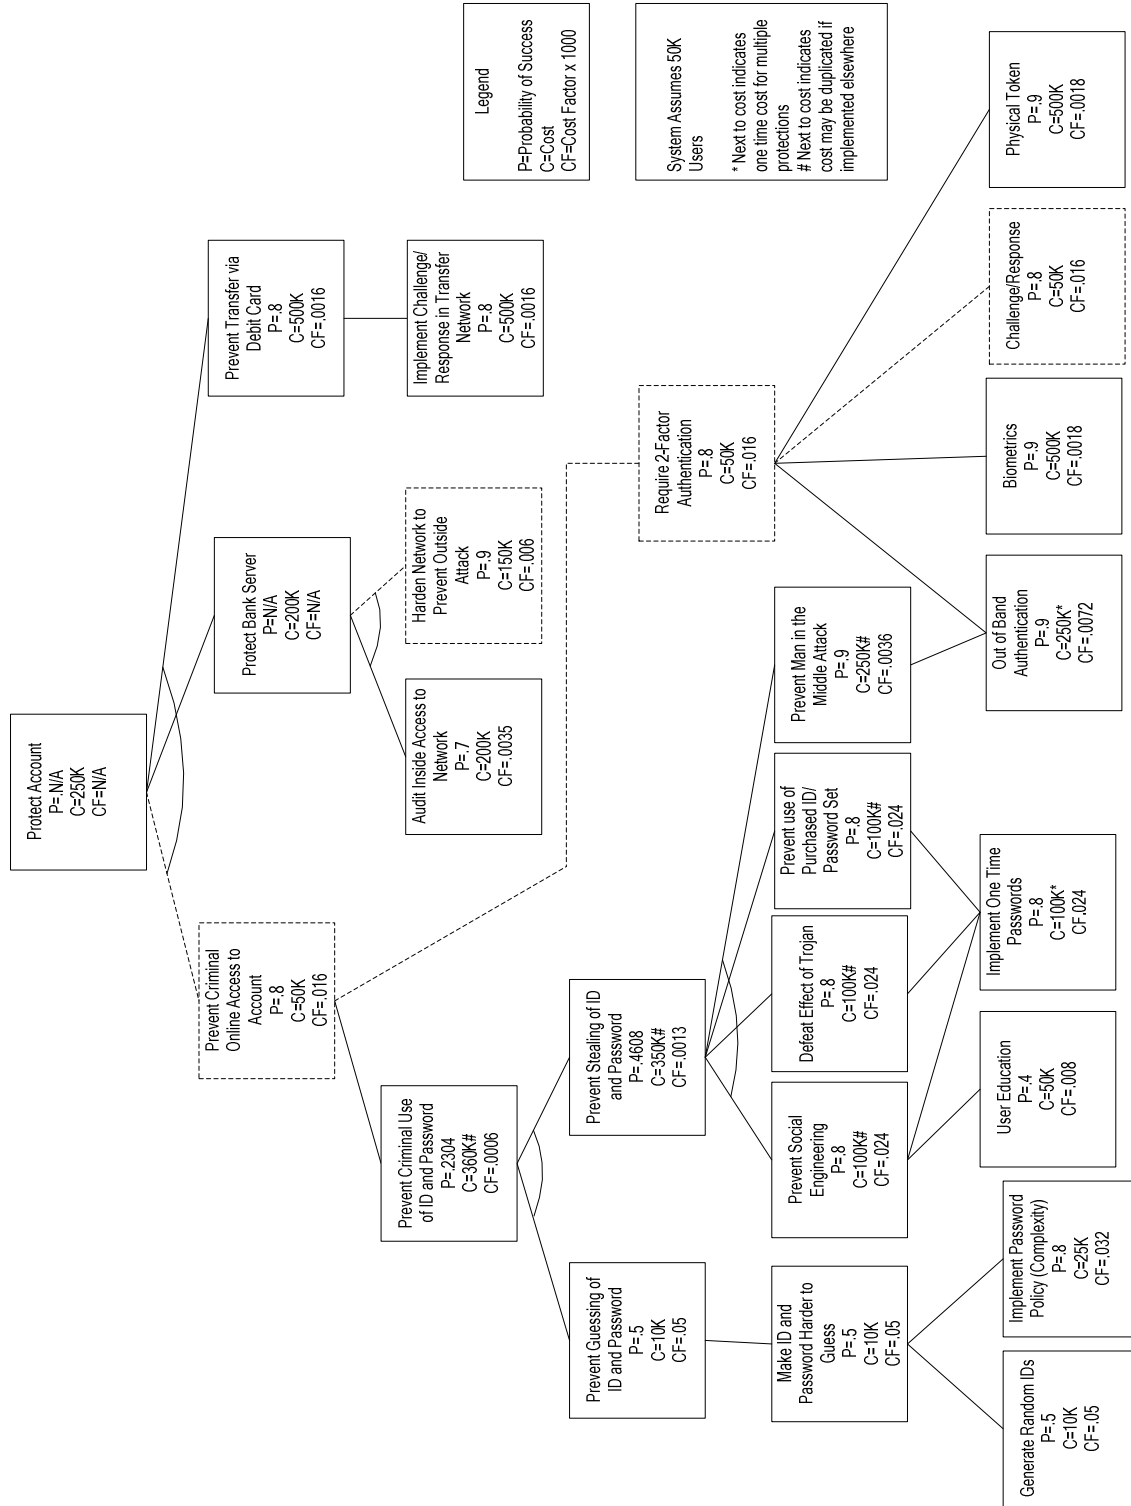 Protect Account
P=.N/A
C=250K
CF=N/A
Prevent Criminal
Online Access to
Account
P=.8
C=50K
CF=.016
Protect Bank Server
P=N/A
C=200K
CF=N/A
Prevent Transfer via
Debit Card
P=.8
C=500K
CF=.0016
Prevent Criminal Use
of ID and Password
P=.2304
C=360K#
CF=.0006
Audit Inside Access to
Network
P=.7
C=200K
CF=.0035
Harden Network to
Prevent Outside
Attack
P=.9
C=150K
CF=.006
Implement Challenge/
Response in Transfer
Network
P=.8
C=500K
CF=.0016
Legend
P=Probability of Success
C=Cost
CF=Cost Factor x 1000
Prevent Guessing of
ID and Password
P=.5
C=10K
CF=.05
Prevent Stealing of ID
and Password
P=.4608
C=350K#
CF=.0013
Require 2-Factor
Authentication
P=.8
C=50K
CF=.016
System Assumes 50K
Users
* Next to cost indicates
one time cost for multiple
protections
# Next to cost indicates
cost may be duplicated if
implemented elsewhere
Make ID and
Password Harder to
Guess
P=.5
C=10K
CF=.05
Prevent Social
Engineering
P=.8
C=100K#
CF=.024
Defeat Effect of Trojan
P=.8
C=100K#
CF=.024
Prevent use of
Purchased ID/
Password Set
P=.8
C=100K#
CF=.024
Prevent Man in the
Middle Attack
P=.9
C=250K#
CF=.0036
Generate Random IDs
P=.5
C=10K
CF=.05
Implement Password
Policy (Complexity)
P=.8
C=25K
CF=.032
User Education
P=.4
C=50K
CF=.008
Implement One Time
Passwords
P=.8
C=100K*
CF.024
Out of Band
Authentication
P=.9
C=250K*
CF=.0072
Biometrics
P=.9
C=500K
CF=.0018
Challenge/Response
P=.8
C=50K
CF=.016
Physical Token
P=.9
C=500K
CF=.0018